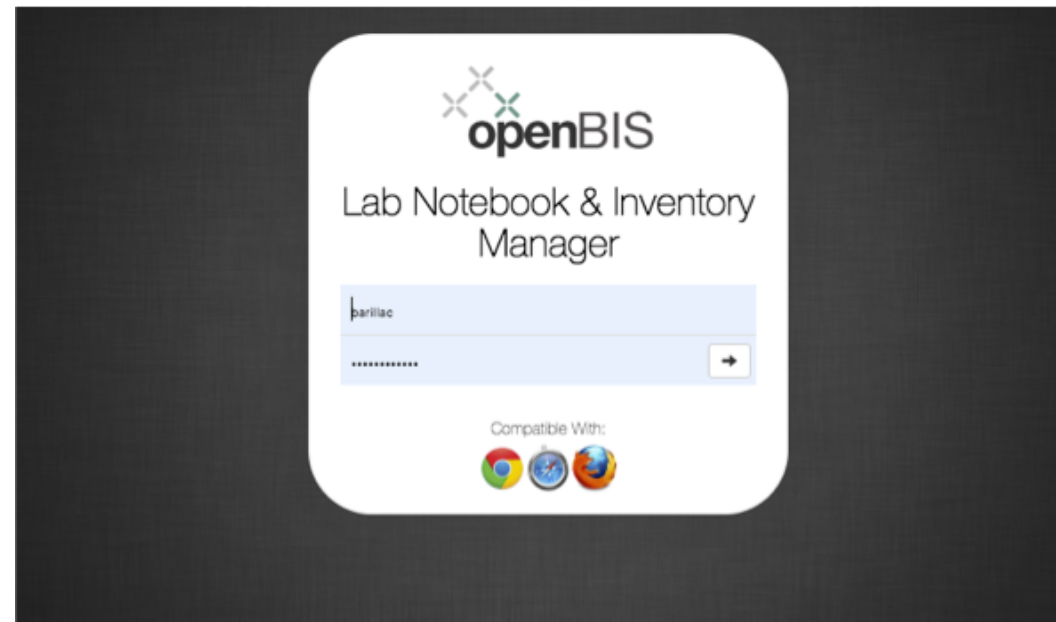 openBIS
Lab Notebook & Inventory
Manager
barillac
············
Compatible With: